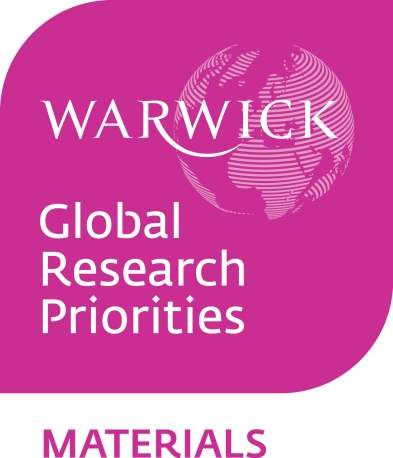 WARWICK
Global
Research
Priorities
MATERIALS